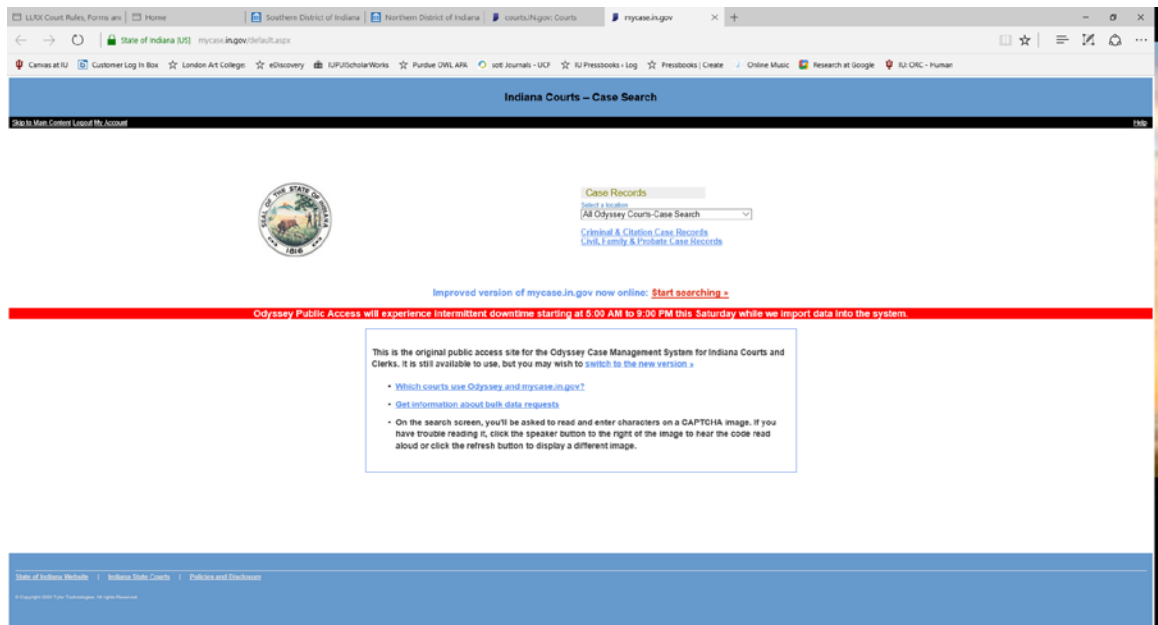 LLRX Court Rules, Forms and
Home
Southern District of Indiana
Northern District of Indiana
courts.IN.gov: Courts
mycase.in.gov
State of Indiana [US]
mycase.in.gov/default.aspx
Canvas at IU
Customer Log In Box
London Art College:
eDiscovery
IUPUIScholarWorks
Purdue OWL APA
sotl Journals - UCF
IU Pressbooks ‹ Log
Pressbooks | Create
Online Music
Research at Google
IU: ORC - Human
Indiana Courts – Case Search
Skip to Main Content Logout My Account
Help
SEAL OF THE STATE OF INDIANA
1816
Case Records
Select a location
All Odyssey Courts-Case Search
Criminal & Citation Case Records
Civil, Family & Probate Case Records
Improved version of mycase.in.gov now online: Start searching »
Odyssey Public Access will experience intermittent downtime starting at 5:00 AM to 9:00 PM this Saturday while we import data into the system.
This is the original public access site for the Odyssey Case Management System for Indiana Courts and
Clerks. It is still available to use, but you may wish to switch to the new version »
• Which courts use Odyssey and mycase.in.gov?
• Get information about bulk data requests
• On the search screen, you'll be asked to read and enter characters on a CAPTCHA image. If you
have trouble reading it, click the speaker button to the right of the image to hear the code read
aloud or click the refresh button to display a different image.
State of Indiana Website | Indiana State Courts | Policies and Disclosures
© Copyright Tyler Technologies. All rights Reserved